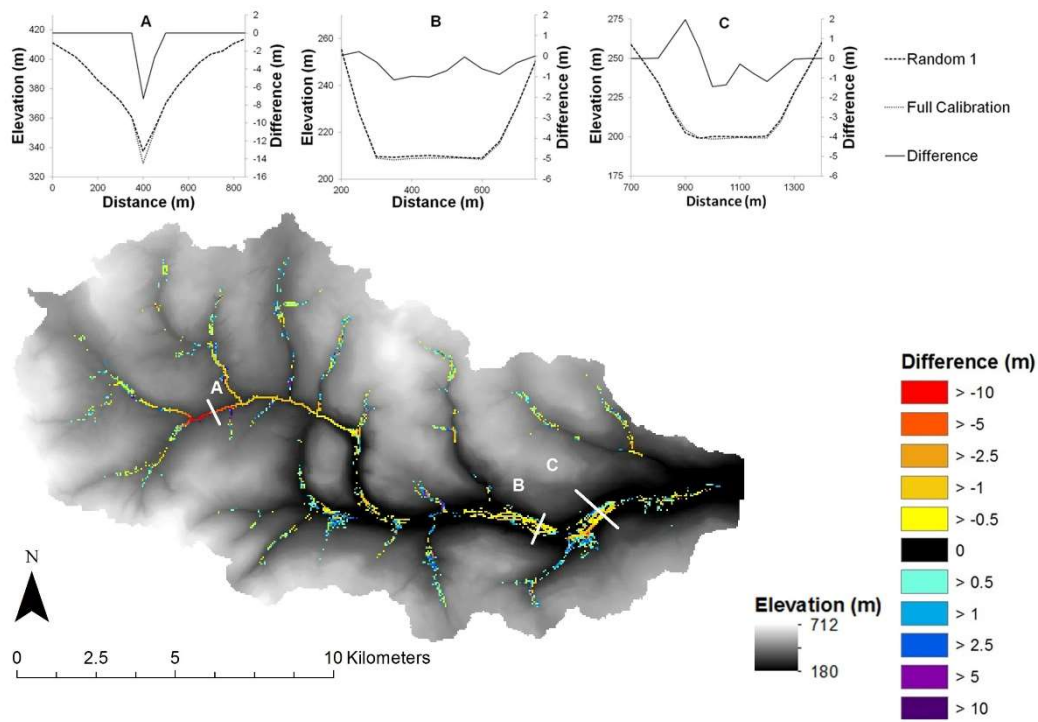 A
Elevation (m)
420
400
380
360
340
320
0 200 400 600 800
Distance (m)
2
0
-2
-4
-6
-8
-10
-12
-14
-16
Difference (m)
B
Elevation (m)
260
240
220
200
200 400 600
Distance (m)
2
1
0
-1
-2
-3
-4
-5
-6
Difference (m)
C
Elevation (m)
275
250
225
200
175
700 900 1100 1300
Distance (m)
2
1
0
-1
-2
-3
-4
-5
-6
Difference (m)
Random 1
Full Calibration
Difference
A
B
C
N
0 2.5 5 10 Kilometers
Elevation (m)
712
180
Difference (m)
> -10
> -5
> -2.5
> -1
> -0.5
0
> 0.5
> 1
> 2.5
> 5
> 10